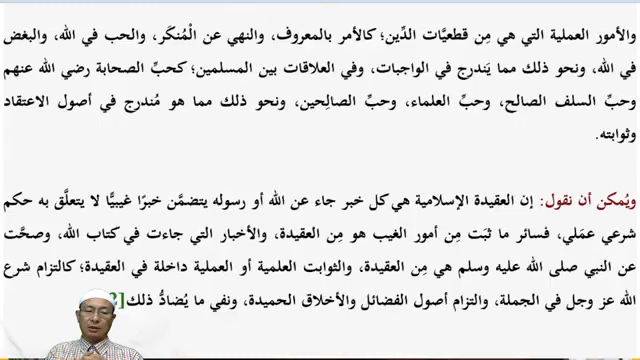 والأمور العملية التي هي مِن قطعيَّات الدِّين؛ كالأمر بالمعروف، والنهي عن الْمُنكَر، والحب في الله، والبغض
في الله، ونحو ذلك مما يَندرج في الواجبات، وفي العلاقات بين المسلمين؛ كحبِّ الصحابة رضي الله عنهم
وحبِّ السلف الصالح، وحبِّ العلماء، وحبِّ الصالِحين، ونحو ذلك مما هو مُندرج في أصول الاعتقاد
وثوابته.
ويُمكن أن نقول: إن العقيدة الإسلامية هي كل خبر جاء عن الله أو رسوله يتضمَّن خبرًا غيبيًّا لا يتعلَّق به حكم
شرعي عمَلي، فسائر ما ثبَت مِن أمور الغيب هو مِن العقيدة، والأخبار التي جاءت في كتاب الله، وصحَّت
عن النبي صلى الله عليه وسلم هي مِن العقيدة، والثوابت العلمية أو العملية داخلة في العقيدة؛ كالتزام شرع
الله عز وجل في الجملة، والتزام أصول الفضائل والأخلاق الحميدة، ونفي ما يُضادُّ ذلك